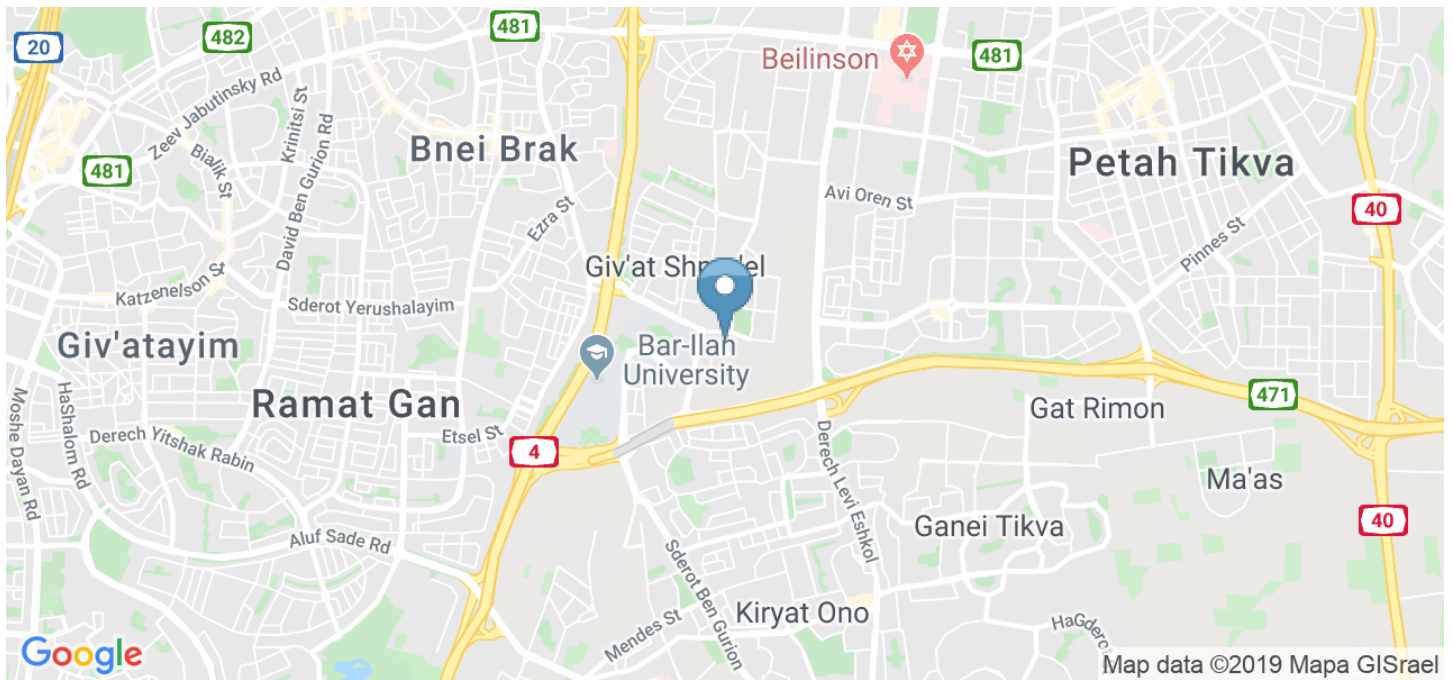 20
482
481
Beilinson
481
Zeev Jabutinsky Rd
Krinitsi St
Bnei Brak
Petah Tikva
481
Bialik St
David Ben Gurion Rd
Ezra St
Avi Oren St
40
Pinnes St
Giv'at
Katzenelson St
Sderot Yerushalayim
Giv'atayim
Bar-Ilan
University
Ramat Gan
Moshe Dayan Rd
HaShalom Rd
Derech Yitshak Rabin
Etsel St
4
471
Gat Rimon
Derech Levi Eshkol
Ma'as
Ganei Tikva
40
Aluf Sade Rd
Sderot Ben Gurion
Mendes St
Kiryat Ono
Google
Map data ©2019 Mapa GISrael